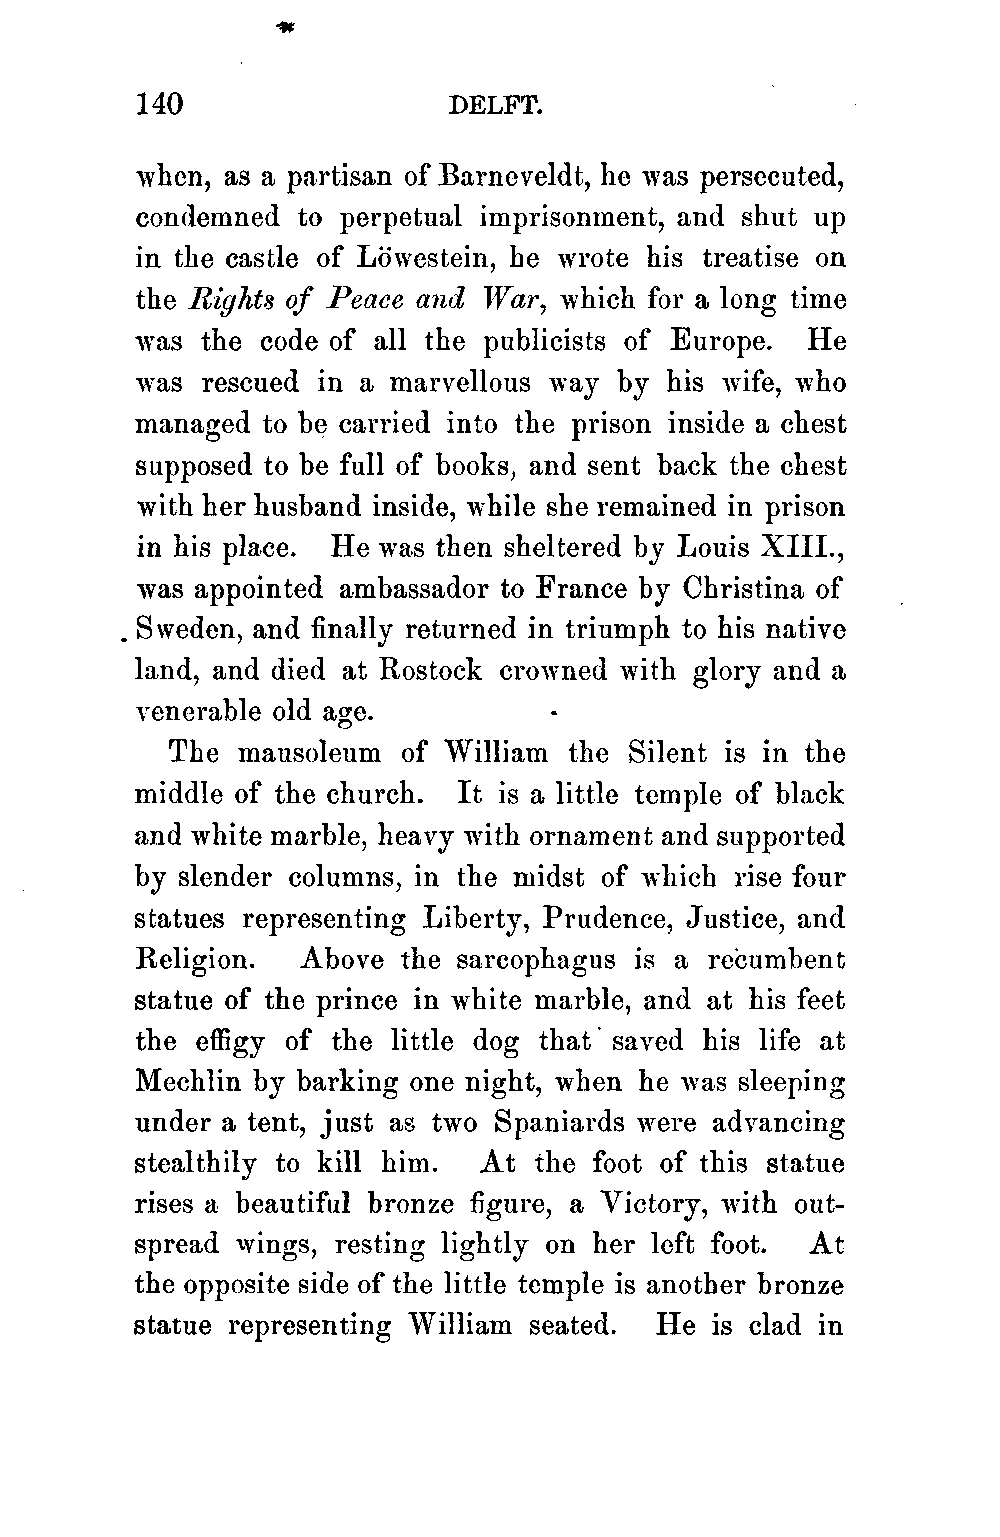 140 DELFT.
when, as a partisan of Barneveldt, he was persecuted,
condemned to perpetual imprisonment, and shut up
in the castle of Löwestein, he wrote his treatise on
the Rights of Peace and War, which for a long time
was the code of all the publicists of Europe. He
was rescued in a marvellous way by his wife, who
managed to be carried into the prison inside a chest
supposed to be full of books, and sent back the chest
with her husband inside, while she remained in prison
in his place. He was then sheltered by Louis XIII.,
was appointed ambassador to France by Christina of
Sweden, and finally returned in triumph to his native
land, and died at Rostock crowned with glory and a
venerable old age.
The mausoleum of William the Silent is in the
middle of the church. It is a little temple of black
and white marble, heavy with ornament and supported
by slender columns, in the midst of which rise four
statues representing Liberty, Prudence, Justice, and
Religion. Above the sarcophagus is a recumbent
statue of the prince in white marble, and at his feet
the effigy of the little dog that saved his life at
Mechlin by barking one night, when he was sleeping
under a tent, just as two Spaniards were advancing
stealthily to kill him. At the foot of this statue
rises a beautiful bronze figure, a Victory, with out-
spread wings, resting lightly on her left foot. At
the opposite side of the little temple is another bronze
statue representing William seated. He is clad in